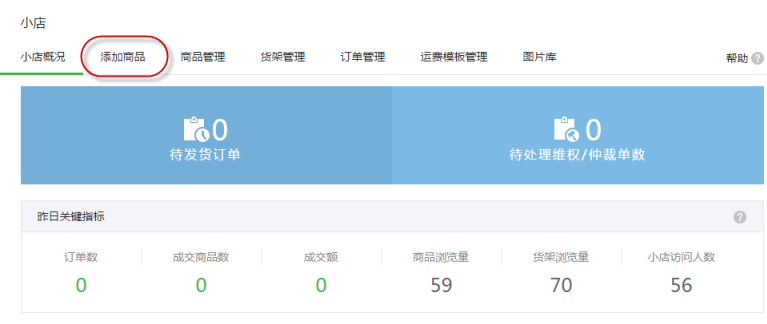 小店
小店概况 添加商品 商品管理 货架管理 订单管理 运费模板管理 图片库 帮助 ?
0 0
待发货订单 待处理维权/仲裁单数
昨日关键指标 ?
订单数 成交商品数 成交额 商品浏览量 货架浏览量 小店访问人数
0 0 0 59 70 56